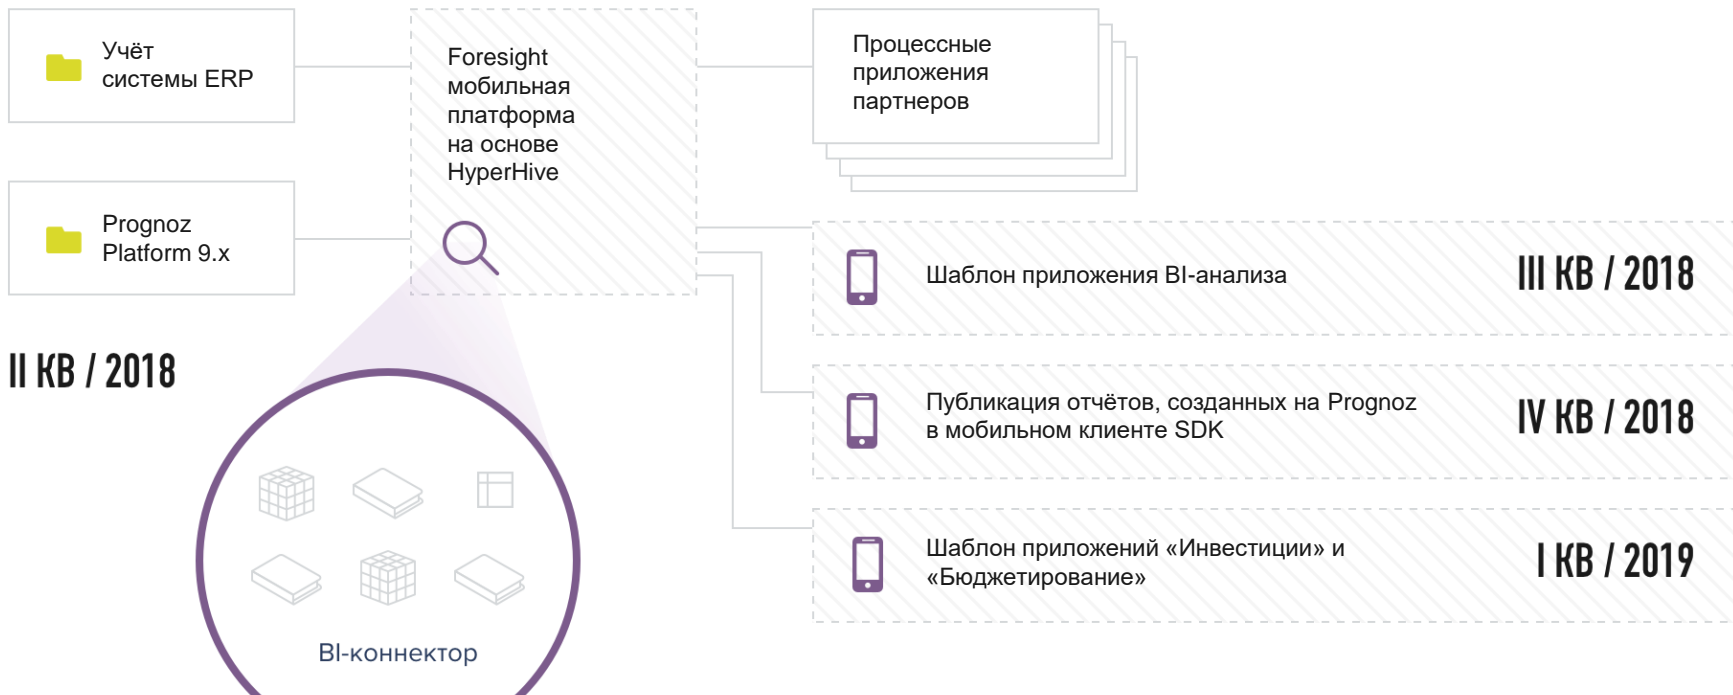 Учёт
системы ERP
Foresight
мобильная
платформа
на основе
HyperHive
Процессные
приложения
партнеров
Prognoz
Platform 9.x
II КВ / 2018
BI-коннектор
Шаблон приложения BI-анализа
III КВ / 2018
Публикация отчётов, созданных на Prognoz
в мобильном клиенте SDK
IV КВ / 2018
Шаблон приложений «Инвестиции» и
«Бюджетирование»
I КВ / 2019